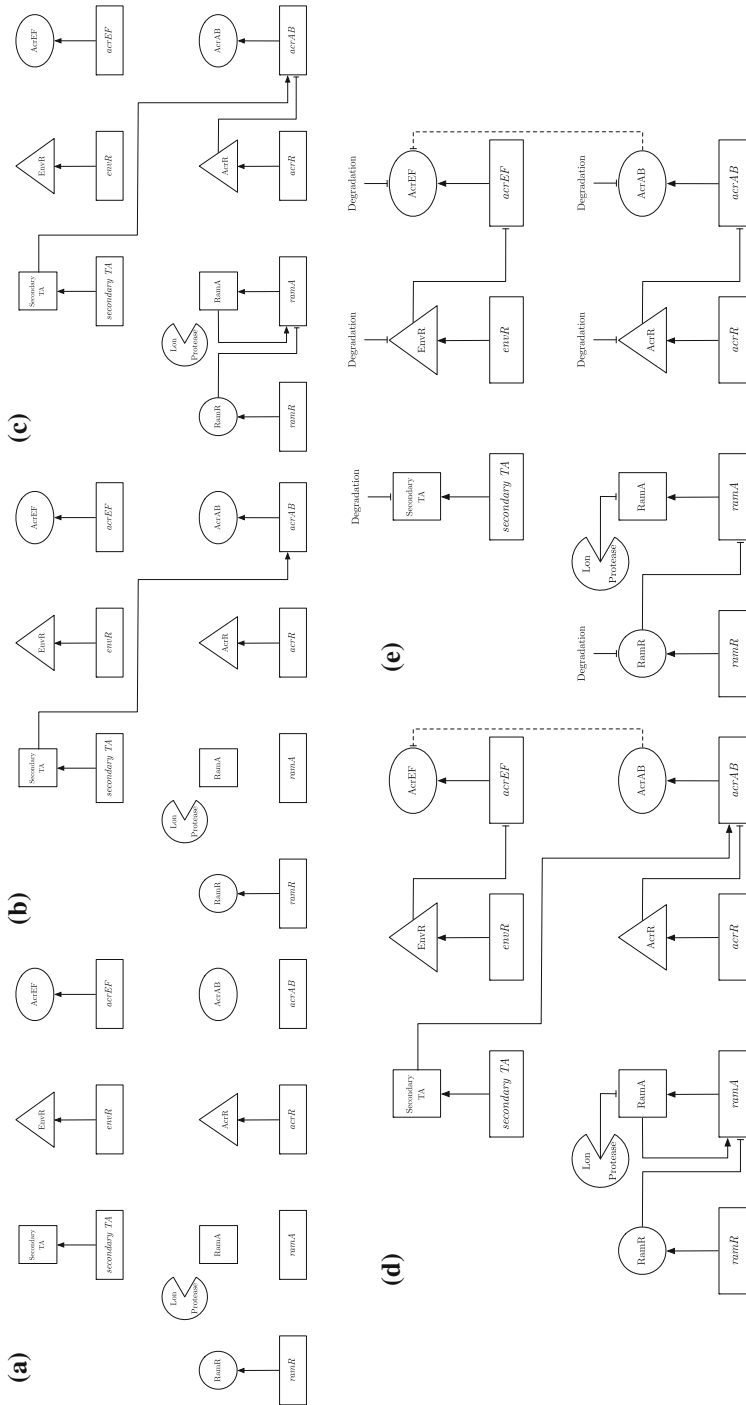 (a)
Secondary
TA
secondary TA
EnvR
envR
AcrEF
acrEF
Lon
Protease
RamR
ramR
RamA
ramA
AcrR
acrR
AcrAB
acrAB
(b)
Secondary
TA
secondary TA
EnvR
envR
AcrEF
acrEF
Lon
Protease
RamR
ramR
RamA
ramA
AcrR
acrR
AcrAB
acrAB
(c)
Secondary
TA
secondary TA
EnvR
envR
AcrEF
acrEF
Lon
Protease
RamR
ramR
RamA
ramA
AcrR
acrR
AcrAB
acrAB
(d)
Secondary
TA
secondary TA
EnvR
envR
AcrEF
acrEF
Lon
Protease
RamR
ramR
RamA
ramA
AcrR
acrR
AcrAB
acrAB
(e)
Degradation
Secondary
TA
secondary TA
Degradation
EnvR
envR
Degradation
AcrEF
acrEF
Degradation
RamR
ramR
Lon
Protease
RamA
ramA
Degradation
AcrR
acrR
Degradation
AcrAB
acrAB